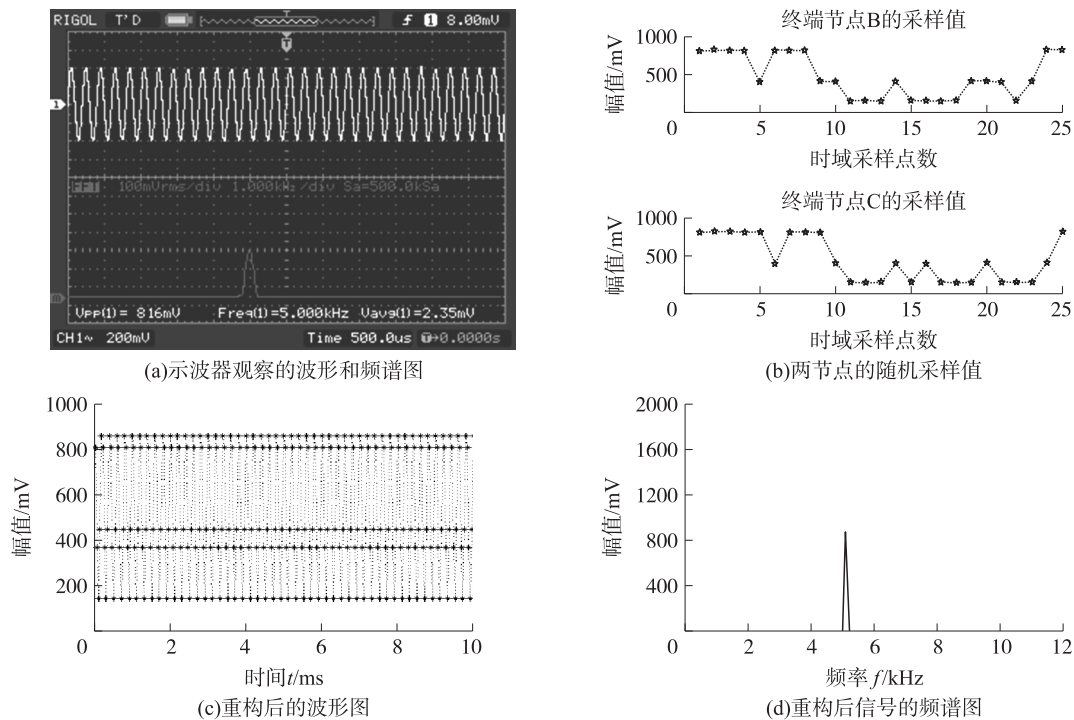 RIGOL T'D 1 8.00mV
T
1
FFT 100mVrms/div 1.000kHz/div Sa=500.0kSa
Vpp(1)= 816mV Freq(1)=5.000kHz Vavg(1)=2.35mV
CH1~ 200mV Time 500.0us 0.0000s
(a)示波器观察的波形和频谱图
终端节点B的采样值
幅值/mV
1000
500
0
5 10 15 20 25
时域采样点数
终端节点C的采样值
幅值/mV
1000
500
0
5 10 15 20 25
时域采样点数
(b)两节点的随机采样值
幅值/mV
1000
800
600
400
200
0
2 4 6 8 10
时间t/ms
(c)重构后的波形图
幅值/mV
2000
1600
1200
800
400
0
2 4 6 8 10 12
频率 f/kHz
(d)重构后信号的频谱图